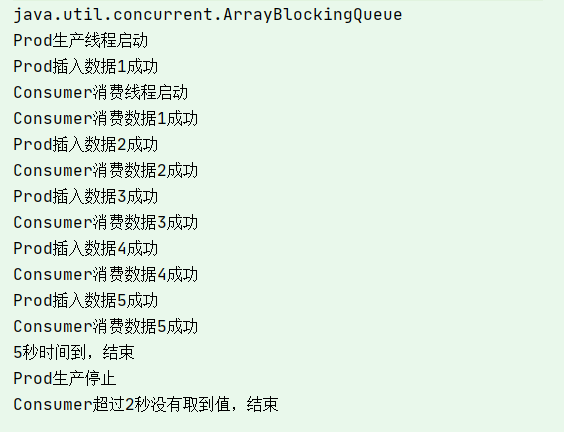 java.util.concurrent.ArrayBlockingQueue
Prod生产线程启动
Prod插入数据1成功
Consumer消费线程启动
Consumer消费数据1成功
Prod插入数据2成功
Consumer消费数据2成功
Prod插入数据3成功
Consumer消费数据3成功
Prod插入数据4成功
Consumer消费数据4成功
Prod插入数据5成功
Consumer消费数据5成功
5秒时间到，结束
Prod生产停止
Consumer超过2秒没有取到值，结束